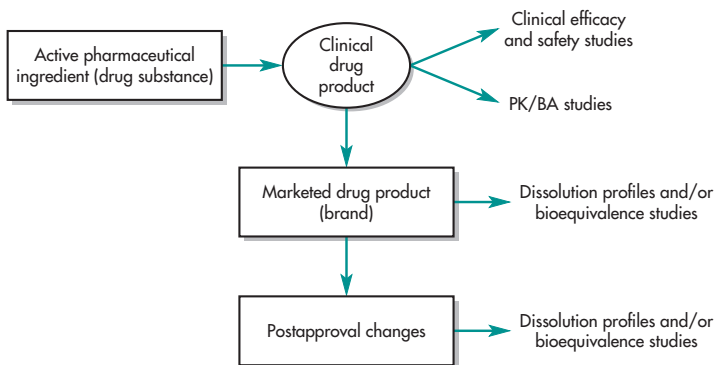 Active pharmaceutical
ingredient (drug substance)
Clinical
drug
product
Clinical efficacy
and safety studies
PK/BA studies
Marketed drug product
(brand)
Dissolution profiles and/or
bioequivalence studies
Postapproval changes
Dissolution profiles and/or
bioequivalence studies